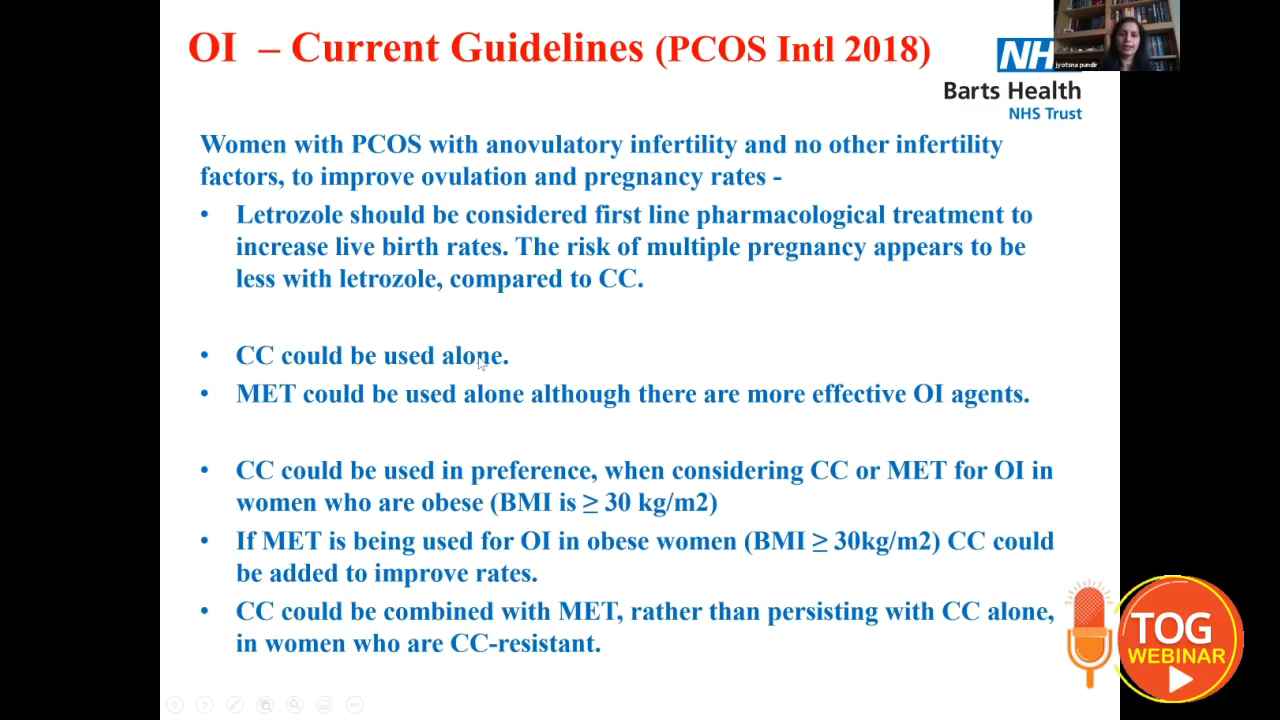 OI – Current Guidelines (PCOS Intl 2018)
jyotsna pundir
NH
Barts Health
NHS Trust
Women with PCOS with anovulatory infertility and no other infertility
factors, to improve ovulation and pregnancy rates -
• Letrozole should be considered first line pharmacological treatment to
increase live birth rates. The risk of multiple pregnancy appears to be
less with letrozole, compared to CC.
• CC could be used alone.
• MET could be used alone although there are more effective OI agents.
• CC could be used in preference, when considering CC or MET for OI in
women who are obese (BMI is ≥ 30 kg/m2)
• If MET is being used for OI in obese women (BMI ≥ 30kg/m2) CC could
be added to improve rates.
• CC could be combined with MET, rather than persisting with CC alone,
in women who are CC-resistant.
TOG
WEBINAR